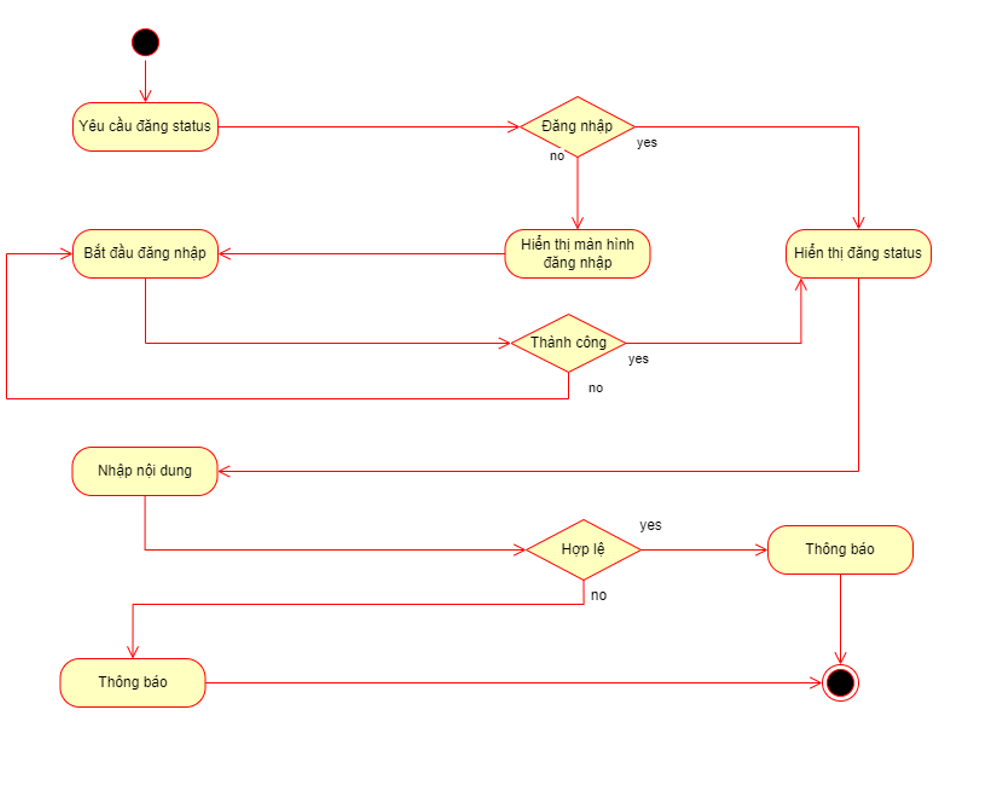 Yêu cầu đăng status
Đăng nhập
no
yes
Bắt đầu đăng nhập
Hiển thị màn hình
đăng nhập
Hiển thị đăng status
Thành công
yes
no
Nhập nội dung
yes
Hợp lệ
Thông báo
no
Thông báo